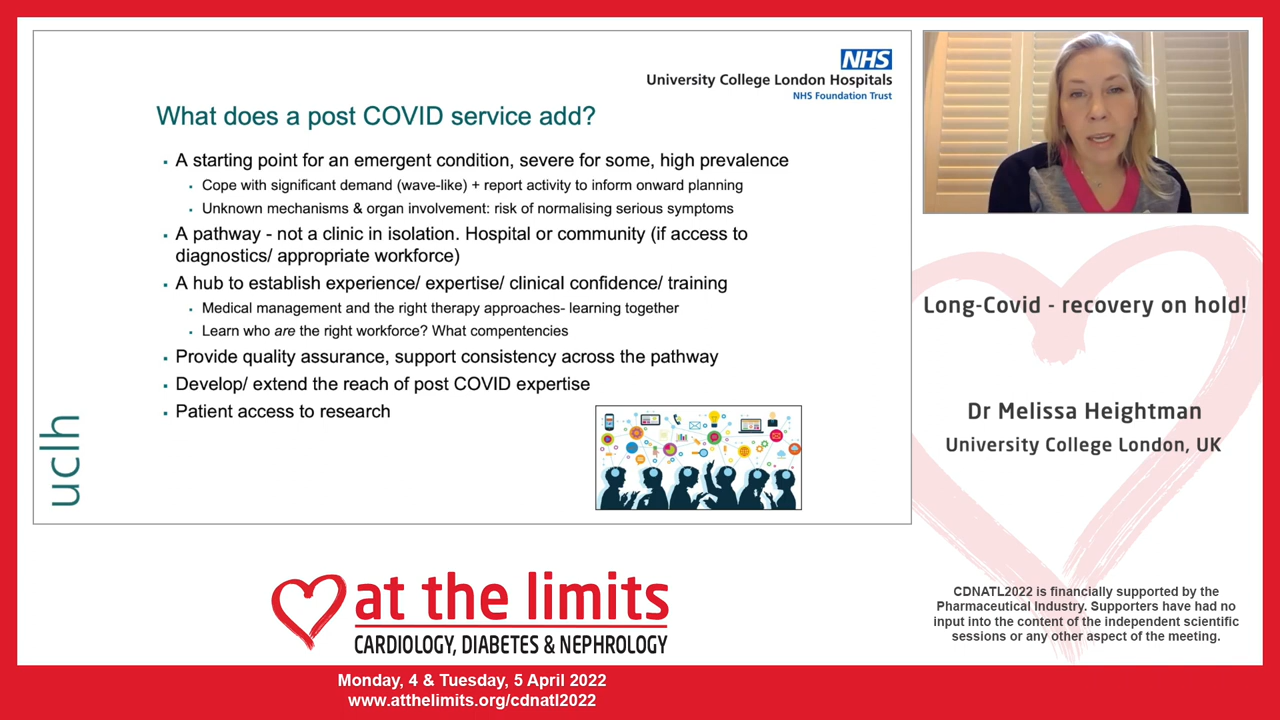 NHS
University College London Hospitals
NHS Foundation Trust
What does a post COVID service add?
▪ A starting point for an emergent condition, severe for some, high prevalence
▪ Cope with significant demand (wave-like) + report activity to inform onward planning
▪ Unknown mechanisms & organ involvement: risk of normalising serious symptoms
▪ A pathway - not a clinic in isolation. Hospital or community (if access to
diagnostics/ appropriate workforce)
▪ A hub to establish experience/ expertise/ clinical confidence/ training
▪ Medical management and the right therapy approaches- learning together
▪ Learn who are the right workforce? What compentencies
▪ Provide quality assurance, support consistency across the pathway
▪ Develop/ extend the reach of post COVID expertise
▪ Patient access to research
uclh
Long-Covid - recovery on hold!
Dr Melissa Heightman
University College London, UK
CDNATL2022 is financially supported by the
Pharmaceutical Industry. Supporters have had no
input into the content of the independent scientific
sessions or any other aspect of the meeting.
at the limits
CARDIOLOGY, DIABETES & NEPHROLOGY
Monday, 4 & Tuesday, 5 April 2022
www.atthelimits.org/cdnatl2022